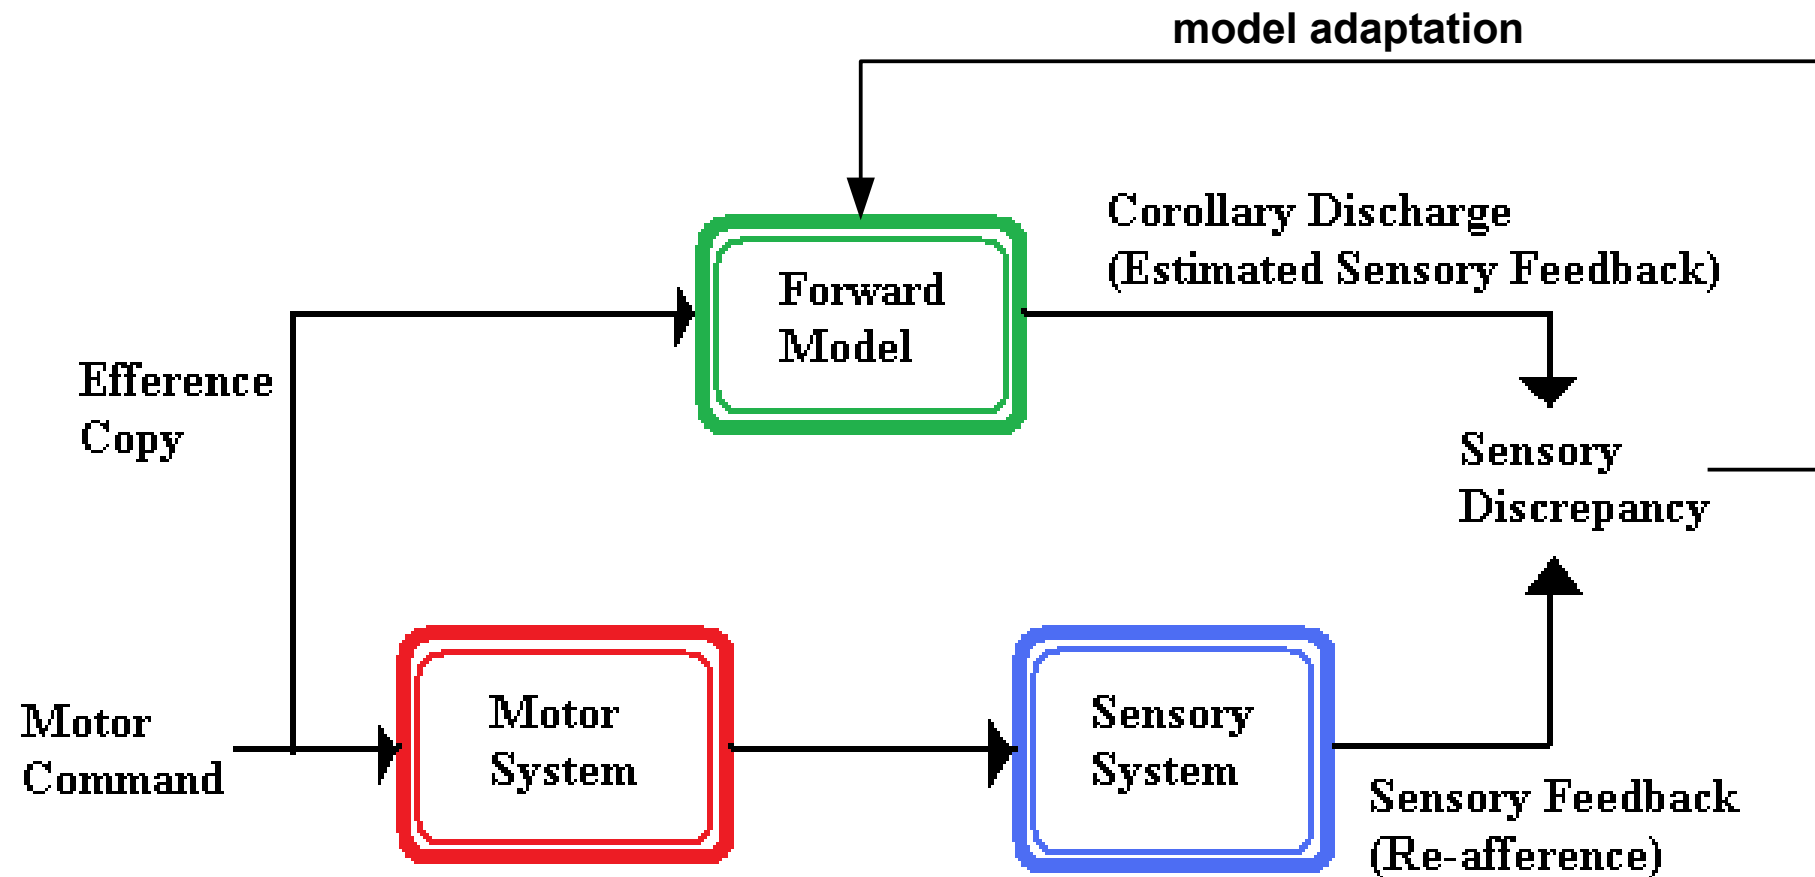 model adaptation
Corollary Discharge
(Estimated Sensory Feedback)
Forward
Model
Efference
Copy
Sensory
Discrepancy
Motor
Command
Motor
System
Sensory
System
Sensory Feedback
(Re-afference)